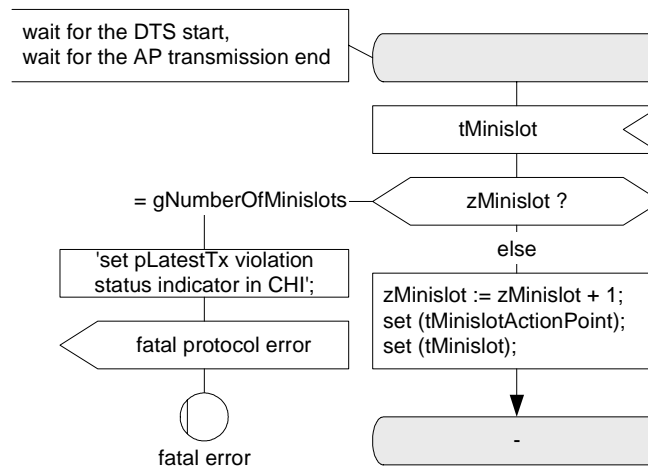 wait for the DTS start,
wait for the AP transmission end
tMinislot
= gNumberOfMinislots
zMinislot ?
else
'set pLatestTx violation
status indicator in CHI';
zMinislot := zMinislot + 1;
set (tMinislotActionPoint);
set (tMinislot);
fatal protocol error
-
fatal error